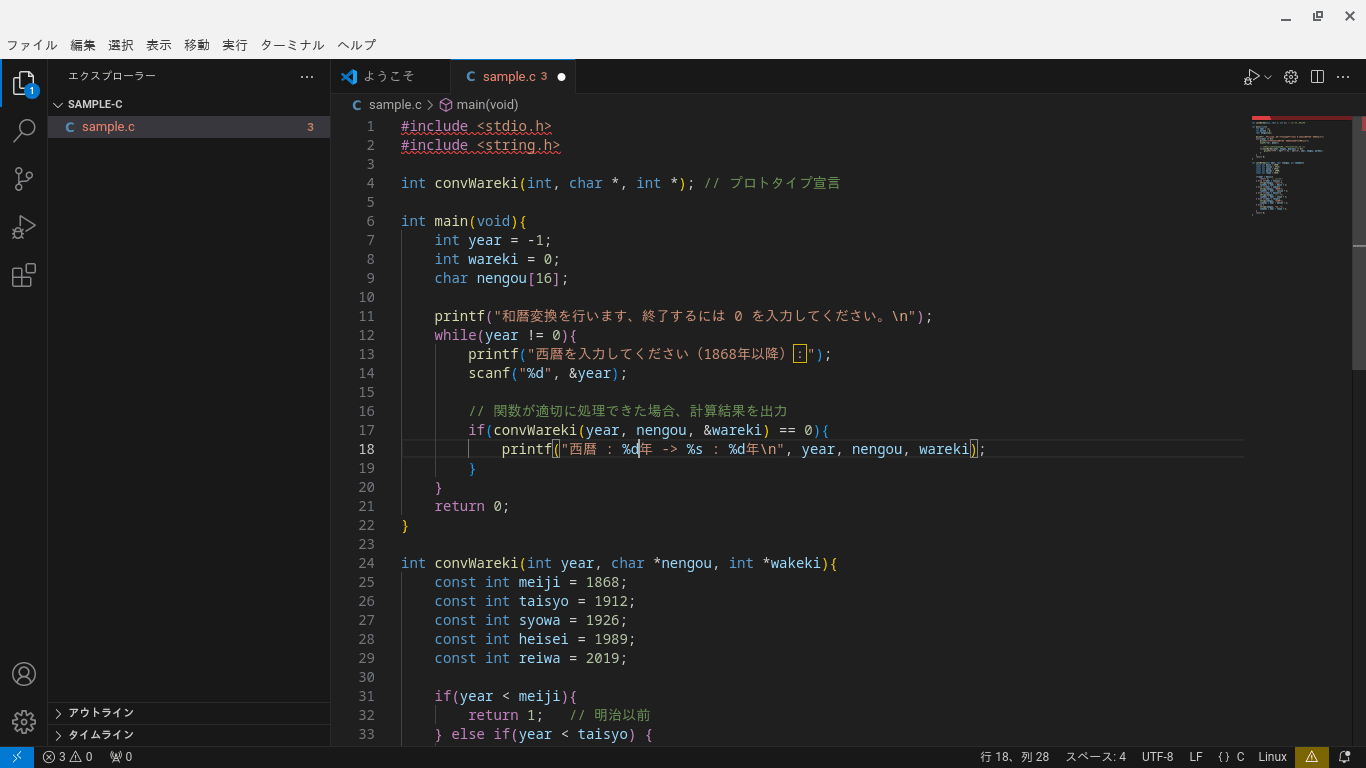 ファイル 編集 選択 表示 移動 実行 ターミナル ヘルプ
エクスプローラー
SAMPLE-C
sample.c 3
アウトライン
タイムライン
ようこそ sample.c 3
sample.c > main(void)
1 #include <stdio.h>
2 #include <string.h>
3
4 int convWareki(int, char *, int *); // プロトタイプ宣言
5
6 int main(void){
7     int year = -1;
8     int wareki = 0;
9     char nengou[16];
10
11     printf("和暦変換を行います、終了するには 0 を入力してください。\n");
12     while(year != 0){
13         printf("西暦を入力してください（1868年以降）：");
14         scanf("%d", &year);
15
16         // 関数が適切に処理できた場合、計算結果を出力
17         if(convWareki(year, nengou, &wareki) == 0){
18             printf("西暦 : %d年 -> %s : %d年\n", year, nengou, wareki);
19         }
20     }
21     return 0;
22 }
23
24 int convWareki(int year, char *nengou, int *wakeki){
25     const int meiji = 1868;
26     const int taisyo = 1912;
27     const int syowa = 1926;
28     const int heisei = 1989;
29     const int reiwa = 2019;
30
31     if(year < meiji){
32         return 1;   // 明治以前
33     } else if(year < taisyo) {
1
3 0 0 行 18、列 28 スペース: 4 UTF-8 LF {} C Linux